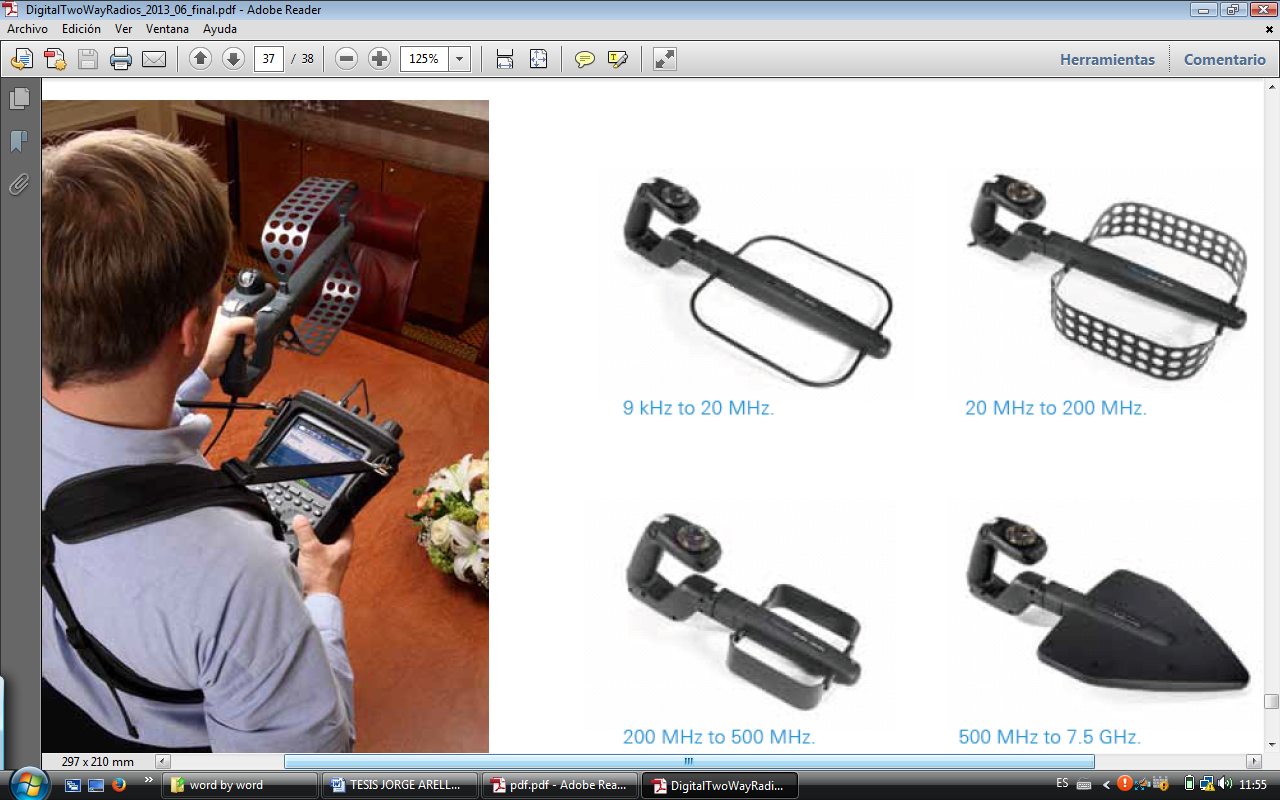 DigitalTwoWayRadios_2013_06_final.pdf - Adobe Reader
Archivo Edición Ver Ventana Ayuda
37 / 38 125% Herramientas Comentario
9 kHz to 20 MHz. 20 MHz to 200 MHz.
200 MHz to 500 MHz. 500 MHz to 7.5 GHz.
297 x 210 mm
» word by word TESIS JORGE ARELL... pdf.pdf - Adobe Rea... DigitalTwoWayRadi... ES 11:55